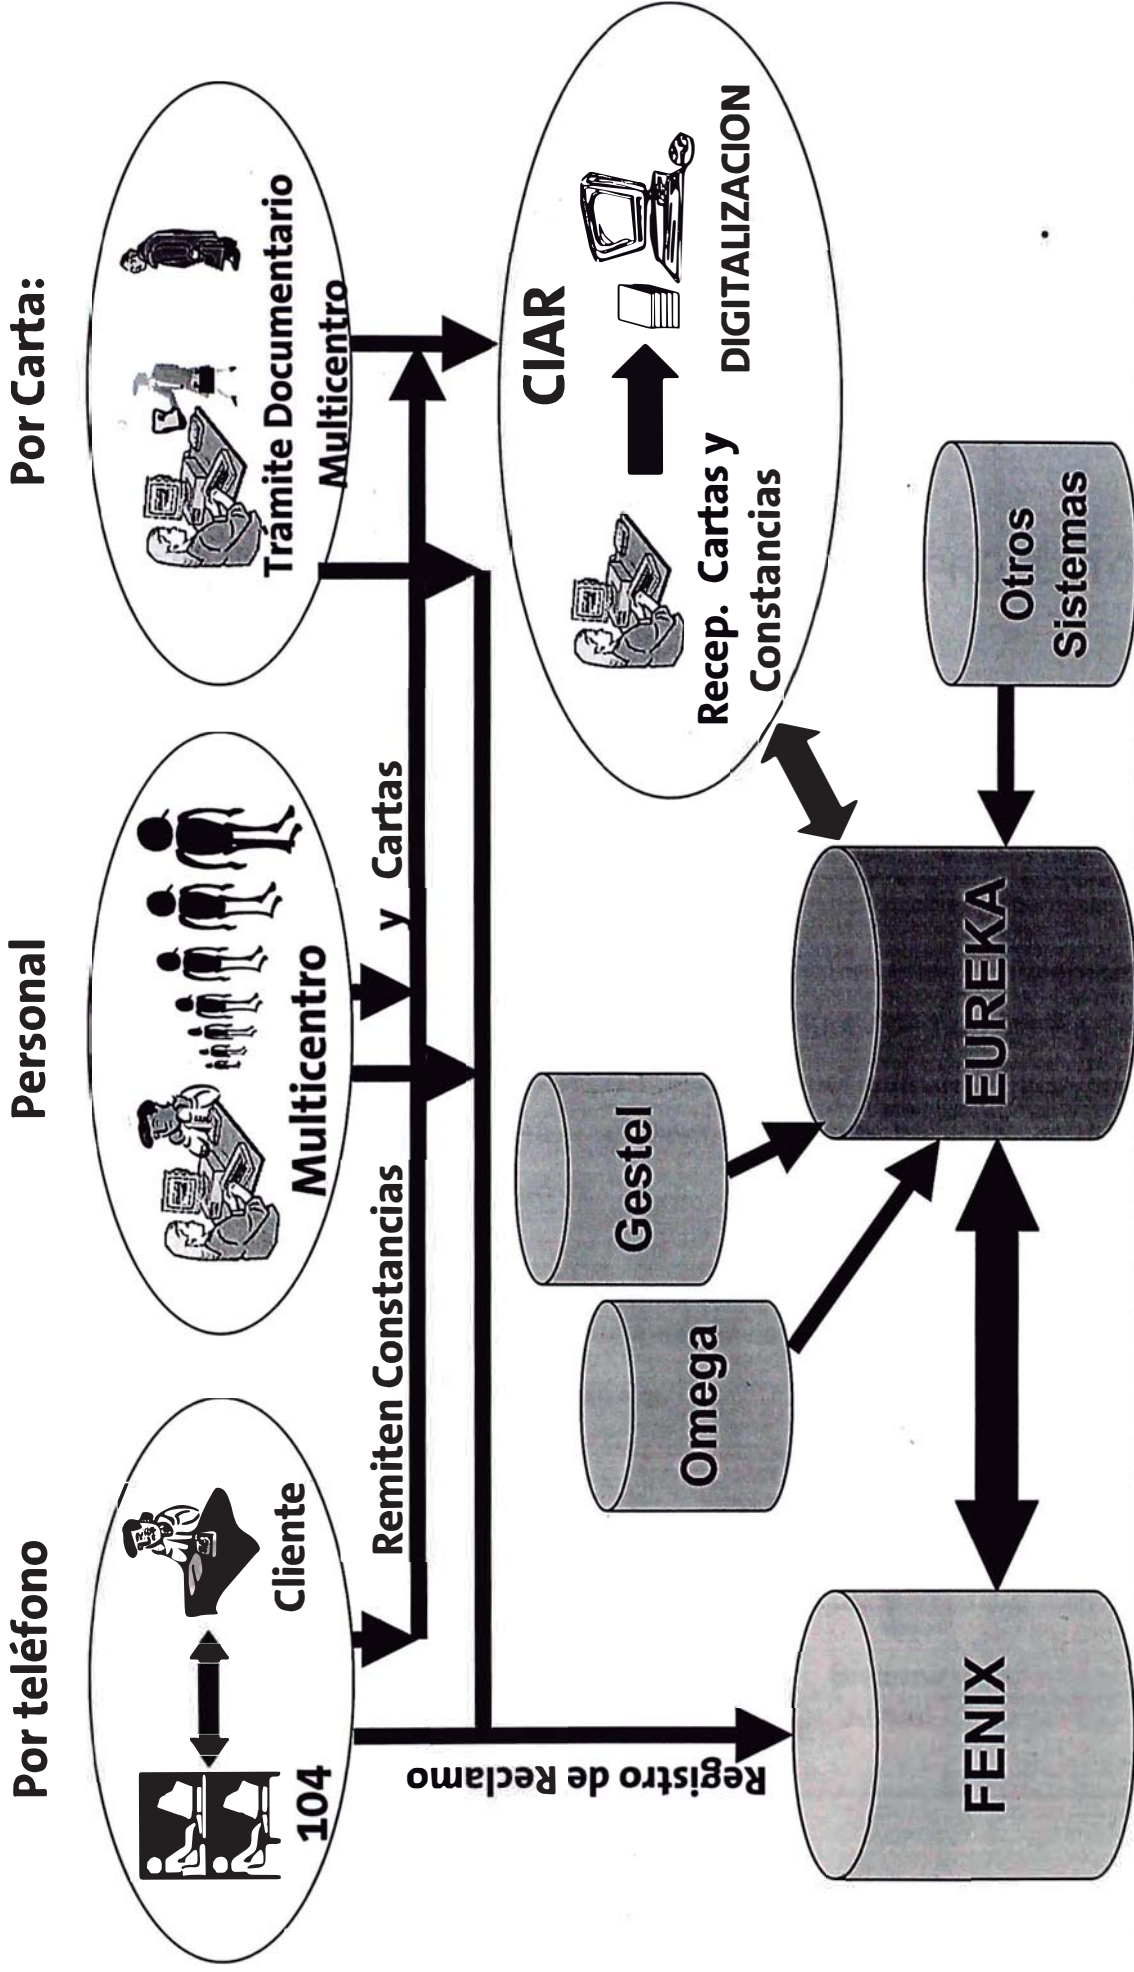 Por teléfono
Personal
Por Carta:
104
Cliente
Multicentro
Trámite Documentario
Multicentro
Remiten Constancias
y Cartas
Registro de Reclamo
CIAR
Recep. Cartas y
Constancias
DIGITALIZACION
Omega
Gestel
FENIX
EUREKA
Otros
Sistemas